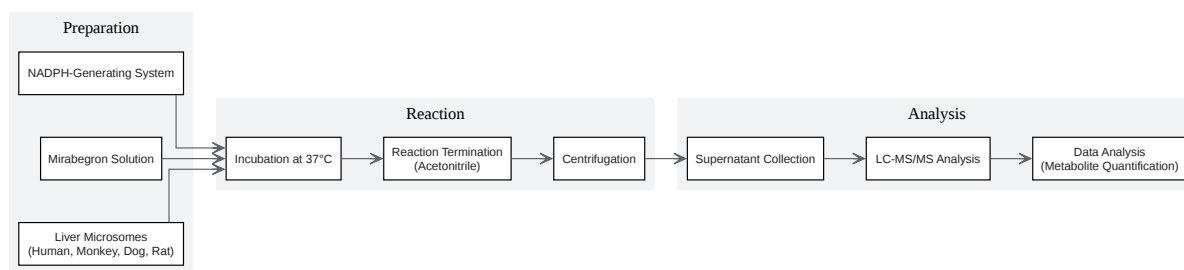 Preparation
NADPH-Generating System
Mirabegron Solution
Liver Microsomes
(Human, Monkey, Dog, Rat)
Reaction
Incubation at 37°C
Reaction Termination
(Acetonitrile)
Centrifugation
Analysis
Supernatant Collection
LC-MS/MS Analysis
Data Analysis
(Metabolite Quantification)